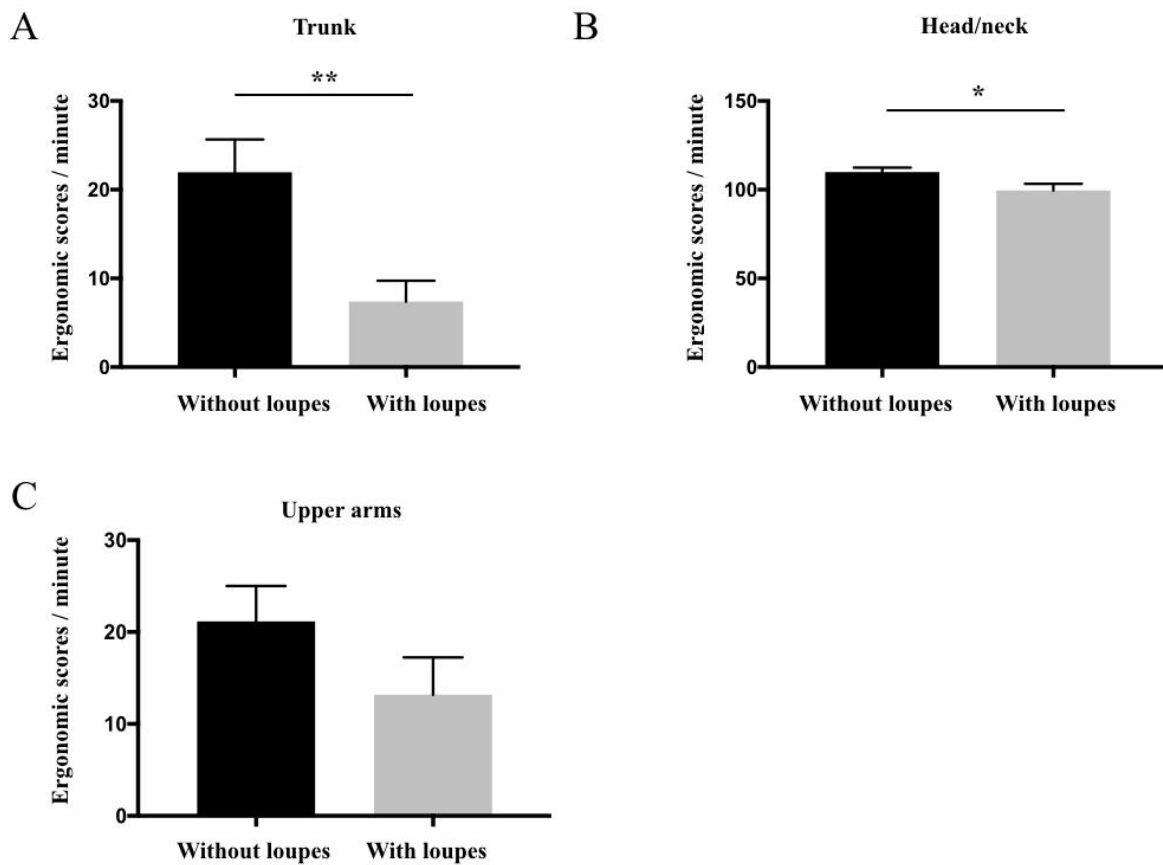 A
Trunk
**
Ergonomic scores / minute
30
20
10
0
Without loupes
With loupes
B
Head/neck
*
Ergonomic scores / minute
150
100
50
0
Without loupes
With loupes
C
Upper arms
Ergonomic scores / minute
30
20
10
0
Without loupes
With loupes